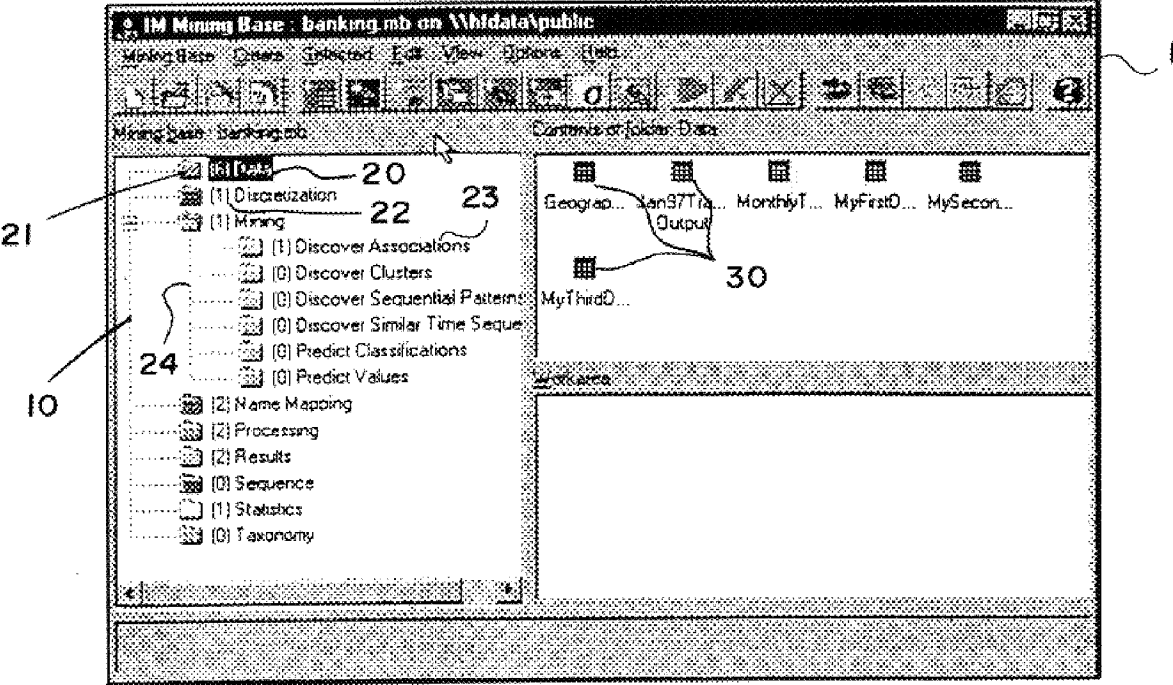 IM Mining Base : banking.mb on \\hfdata\public
1
Mining Base Create Selected Edit View Options Help
Mining Base : banking.mb
Contents of folder: Data
(6) Data
20
21
(1) Discretization
22
23
(1) Mining
(1) Discover Associations
(0) Discover Clusters
(0) Discover Sequential Patterns
(0) Discover Similar Time Seque
(0) Predict Classifications
(0) Predict Values
24
10
(2) Name Mapping
(2) Processing
(2) Results
(0) Sequence
(1) Statistics
(0) Taxonomy
Geograp... Jan97Tra... MonthlyT... MyFirstD... MySecon...
Output
30
MyThirdD...
Workarea